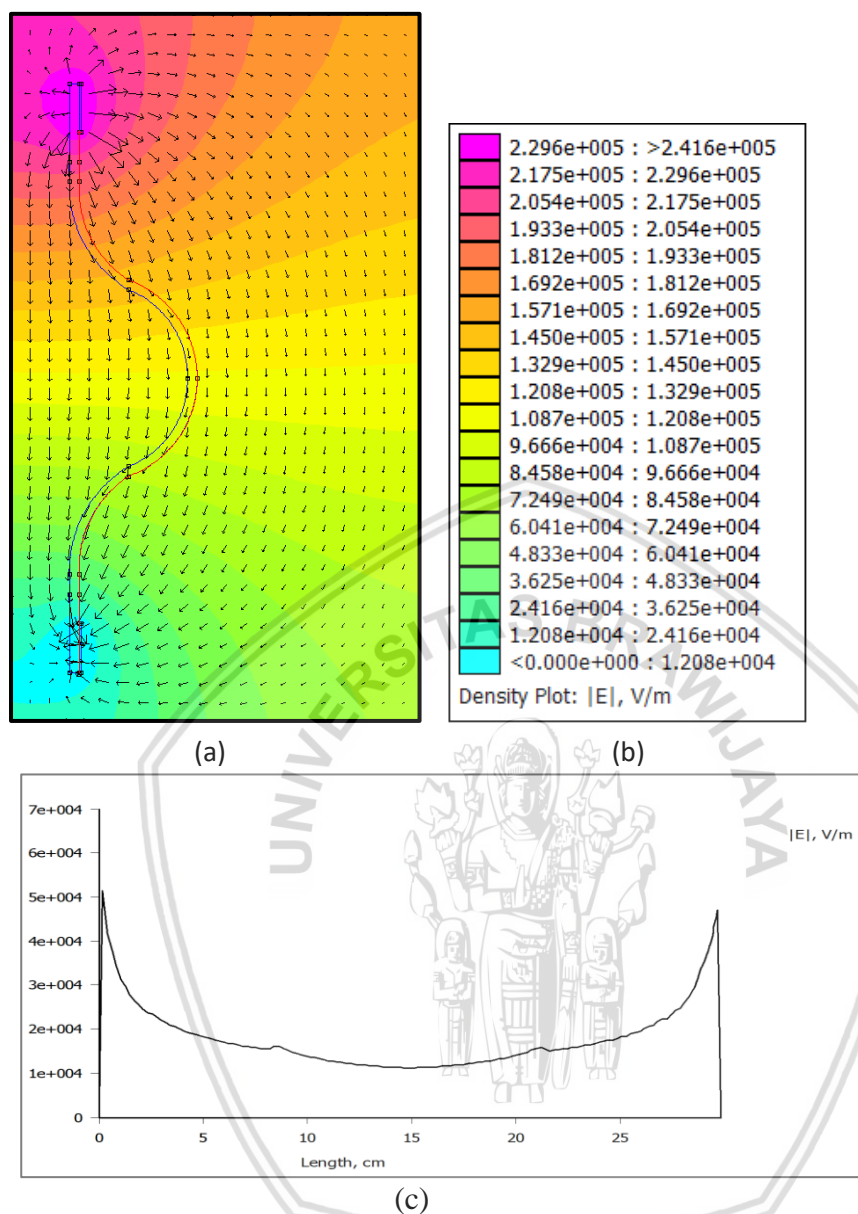 2.296e+005 : >2.416e+005
2.175e+005 : 2.296e+005
2.054e+005 : 2.175e+005
1.933e+005 : 2.054e+005
1.812e+005 : 1.933e+005
1.692e+005 : 1.812e+005
1.571e+005 : 1.692e+005
1.450e+005 : 1.571e+005
1.329e+005 : 1.450e+005
1.208e+005 : 1.329e+005
1.087e+005 : 1.208e+005
9.666e+004 : 1.087e+005
8.458e+004 : 9.666e+004
7.249e+004 : 8.458e+004
6.041e+004 : 7.249e+004
4.833e+004 : 6.041e+004
3.625e+004 : 4.833e+004
2.416e+004 : 3.625e+004
1.208e+004 : 2.416e+004
<0.000e+000 : 1.208e+004
Density Plot: |E|, V/m
(a)
(b)
UNIVERSITAS BRAWIJAYA
7e+004
6e+004
5e+004
4e+004
3e+004
2e+004
1e+004
0
|E|, V/m
0 5 10 15 20 25
Length, cm
(c)